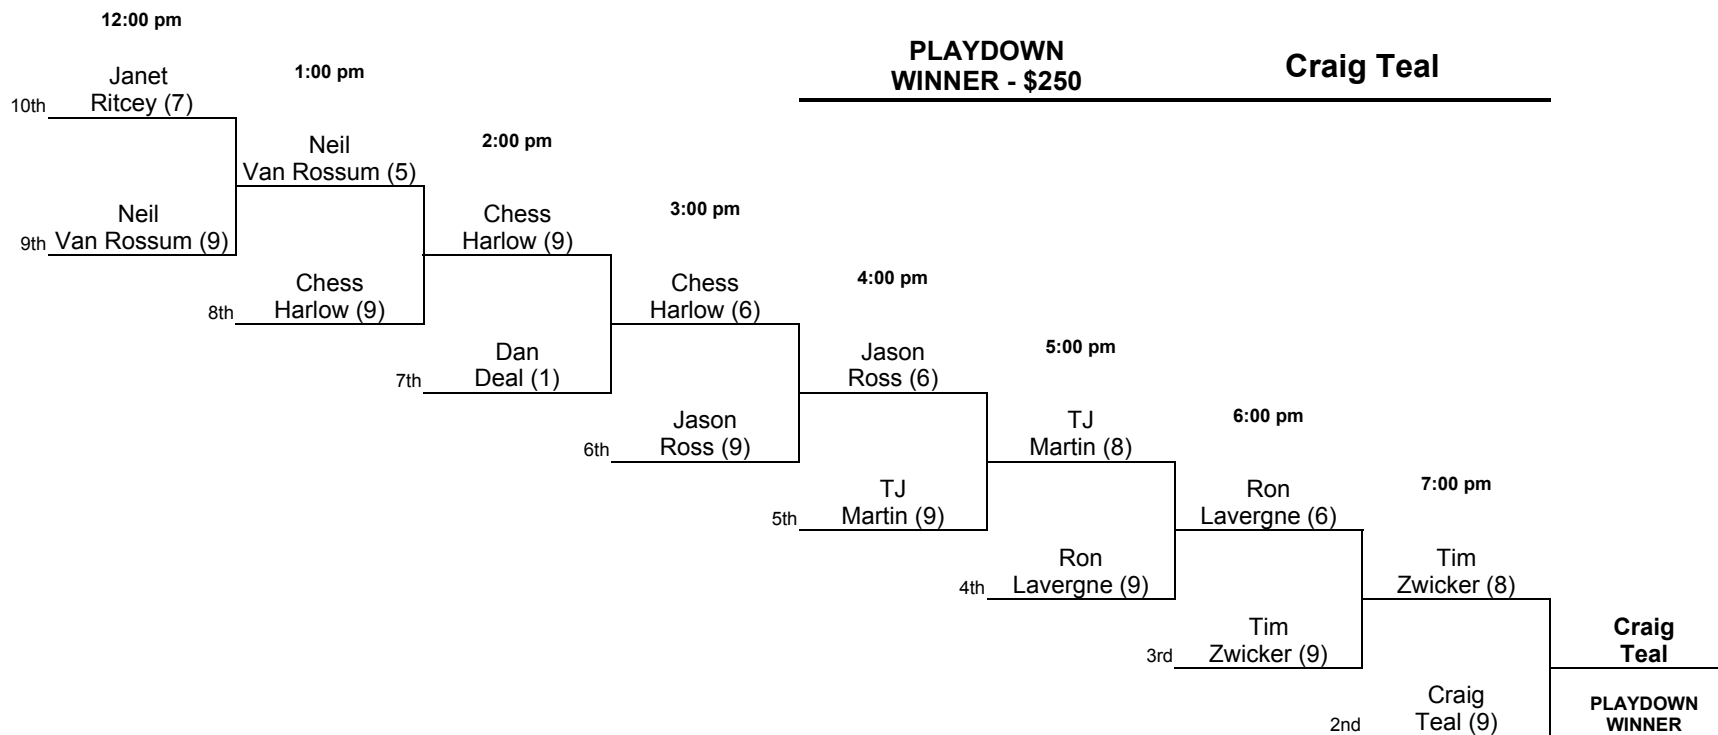 12:00 pm
PLAYDOWN
WINNER - $250
Craig Teal
Janet
Ritcey (7)
10th
1:00 pm
Neil
Van Rossum (5)
2:00 pm
Neil
Van Rossum (9)
9th
Chess
Harlow (9)
3:00 pm
Chess
Harlow (9)
8th
Chess
Harlow (6)
4:00 pm
Dan
Deal (1)
7th
Jason
Ross (6)
5:00 pm
Jason
Ross (9)
6th
TJ
Martin (8)
6:00 pm
TJ
Martin (9)
5th
Ron
Lavergne (6)
7:00 pm
Ron
Lavergne (9)
4th
Tim
Zwicker (8)
Tim
Zwicker (9)
3rd
Craig
Teal
Craig
Teal (9)
2nd
PLAYDOWN
WINNER